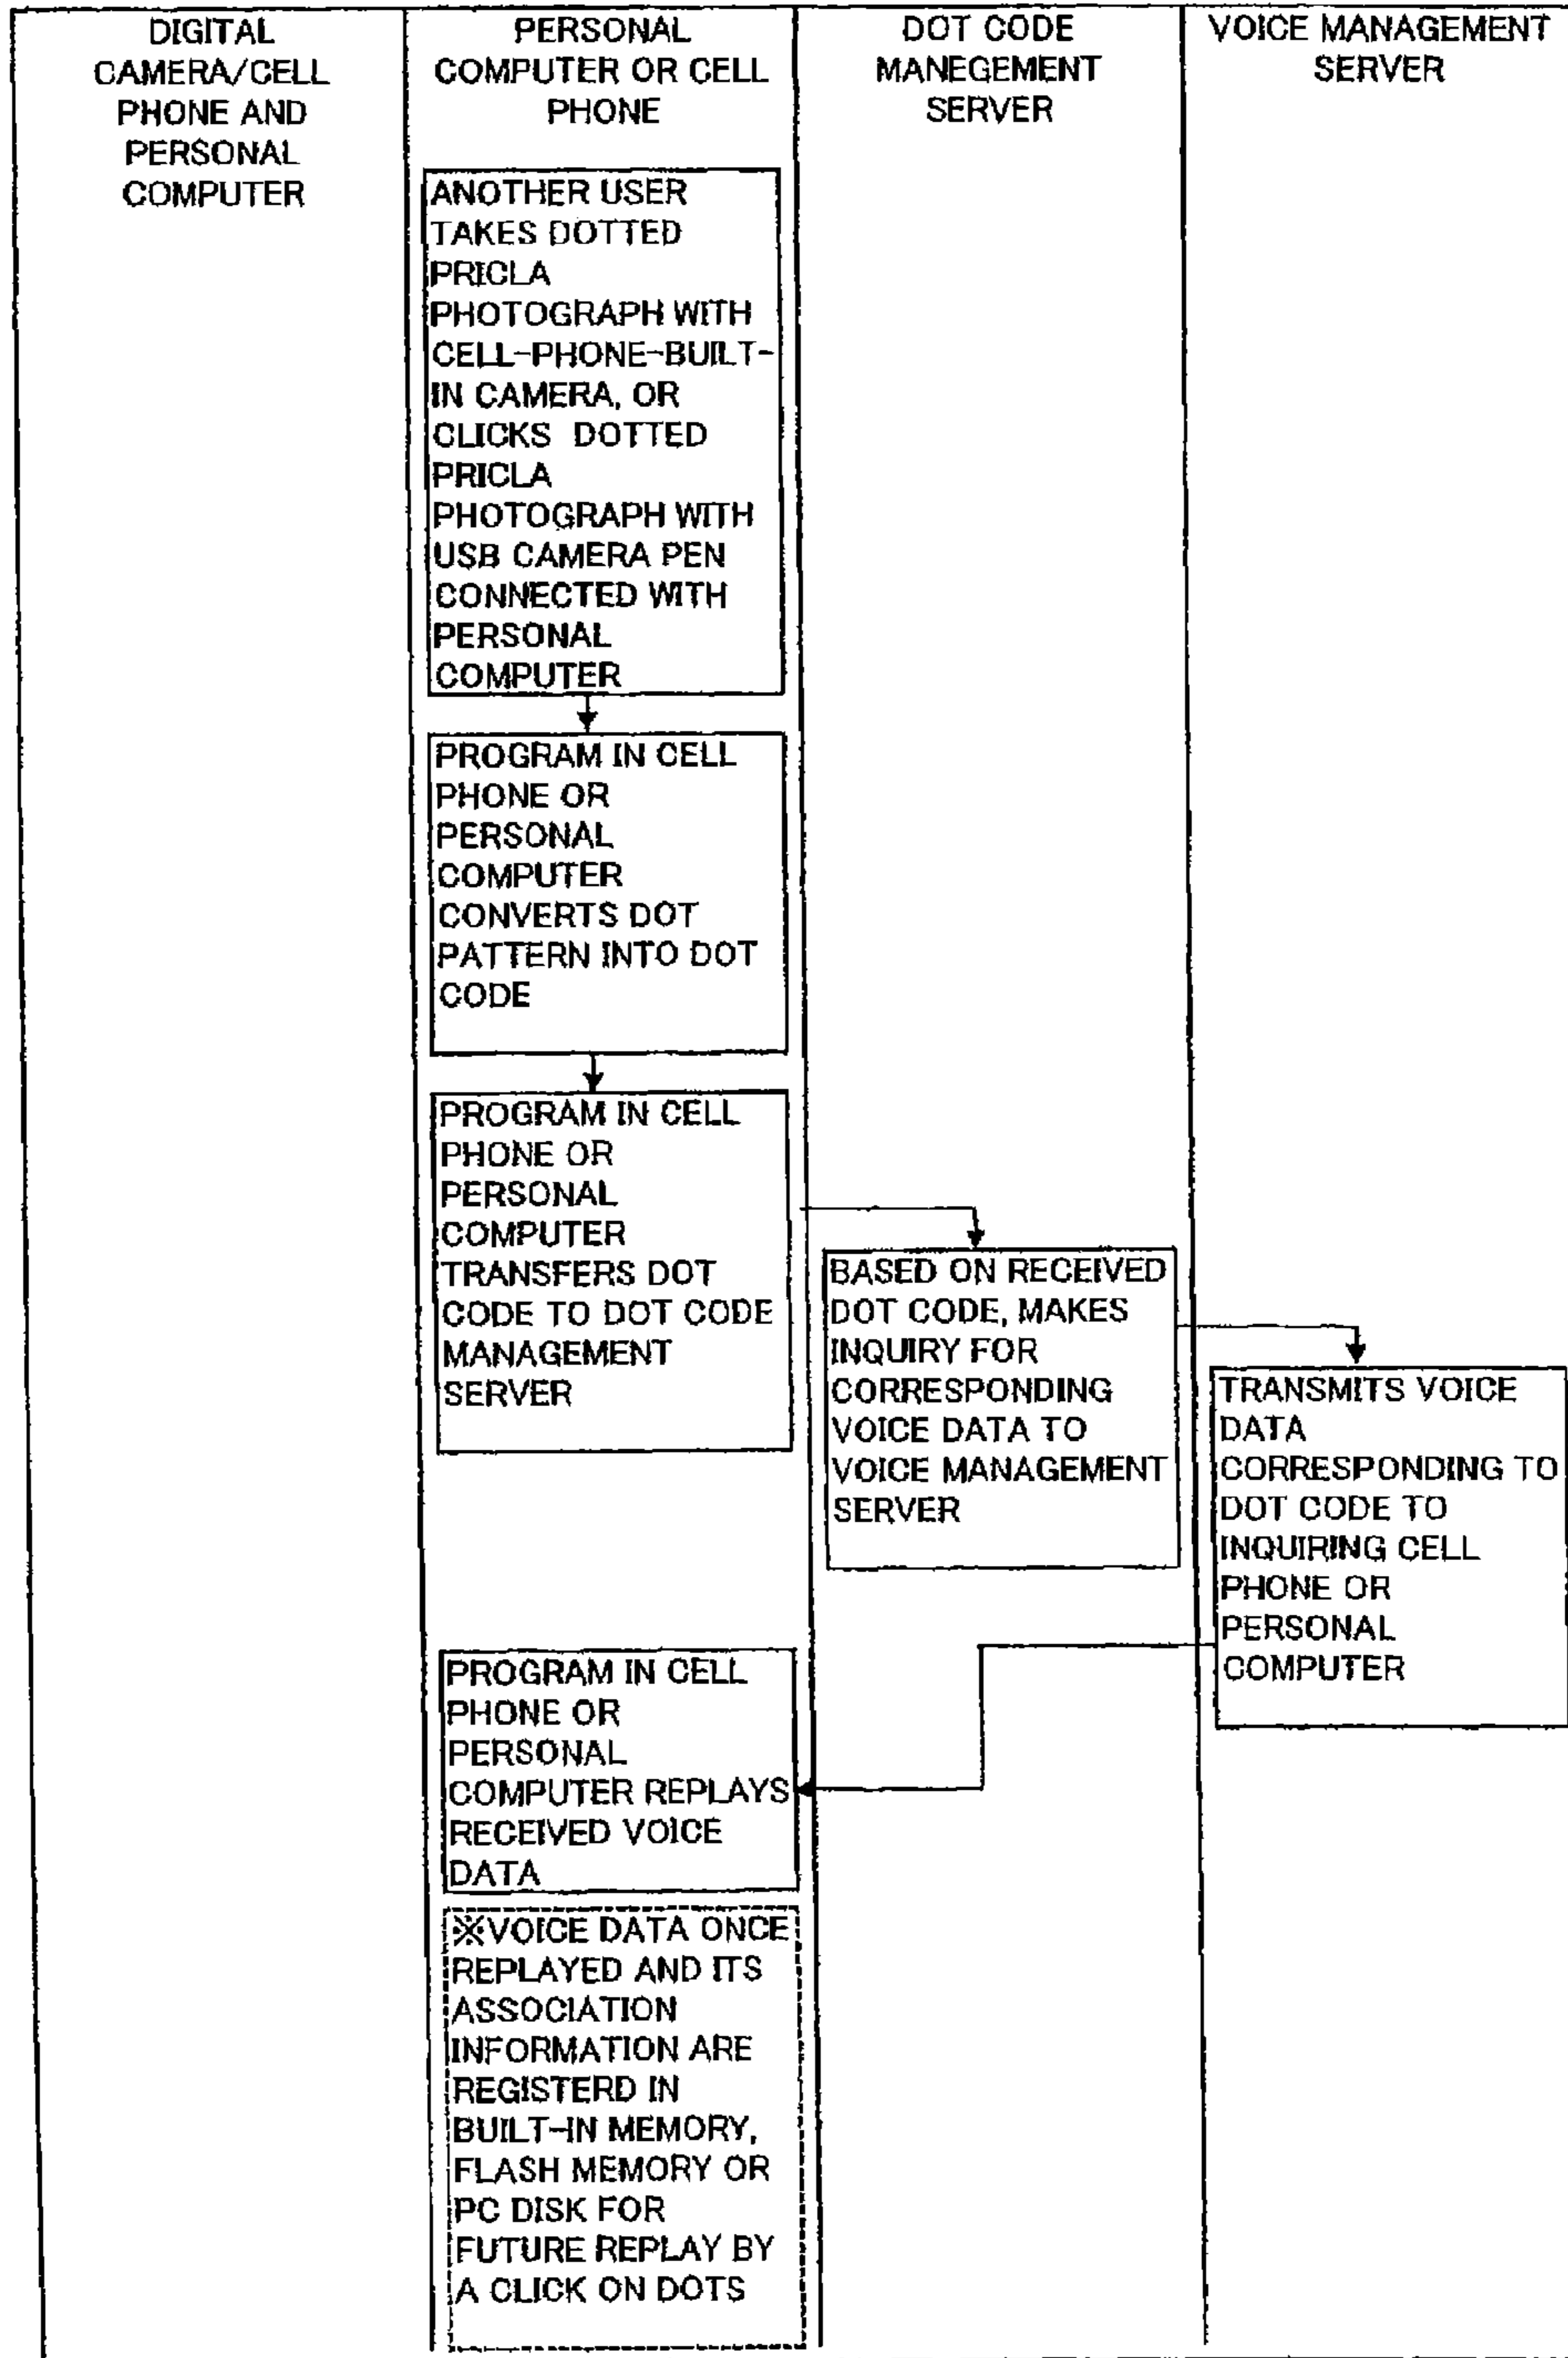 DIGITAL
CAMERA/CELL
PHONE AND
PERSONAL
COMPUTER
PERSONAL
COMPUTER OR CELL
PHONE
DOT CODE
MANEGEMENT
SERVER
VOICE MANAGEMENT
SERVER
ANOTHER USER
TAKES DOTTED
PRICLA
PHOTOGRAPH WITH
CELL-PHONE-BUILT-
IN CAMERA, OR
CLICKS DOTTED
PRICLA
PHOTOGRAPH WITH
USB CAMERA PEN
CONNECTED WITH
PERSONAL
COMPUTER
PROGRAM IN CELL
PHONE OR
PERSONAL
COMPUTER
CONVERTS DOT
PATTERN INTO DOT
CODE
PROGRAM IN CELL
PHONE OR
PERSONAL
COMPUTER
TRANSFERS DOT
CODE TO DOT CODE
MANAGEMENT
SERVER
BASED ON RECEIVED
DOT CODE, MAKES
INQUIRY FOR
CORRESPONDING
VOICE DATA TO
VOICE MANAGEMENT
SERVER
TRANSMITS VOICE
DATA
CORRESPONDING TO
DOT CODE TO
INQUIRING CELL
PHONE OR
PERSONAL
COMPUTER
PROGRAM IN CELL
PHONE OR
PERSONAL
COMPUTER REPLAYS
RECEIVED VOICE
DATA
※VOICE DATA ONCE
REPLAYED AND ITS
ASSOCIATION
INFORMATION ARE
REGISTERD IN
BUILT-IN MEMORY,
FLASH MEMORY OR
PC DISK FOR
FUTURE REPLAY BY
A CLICK ON DOTS